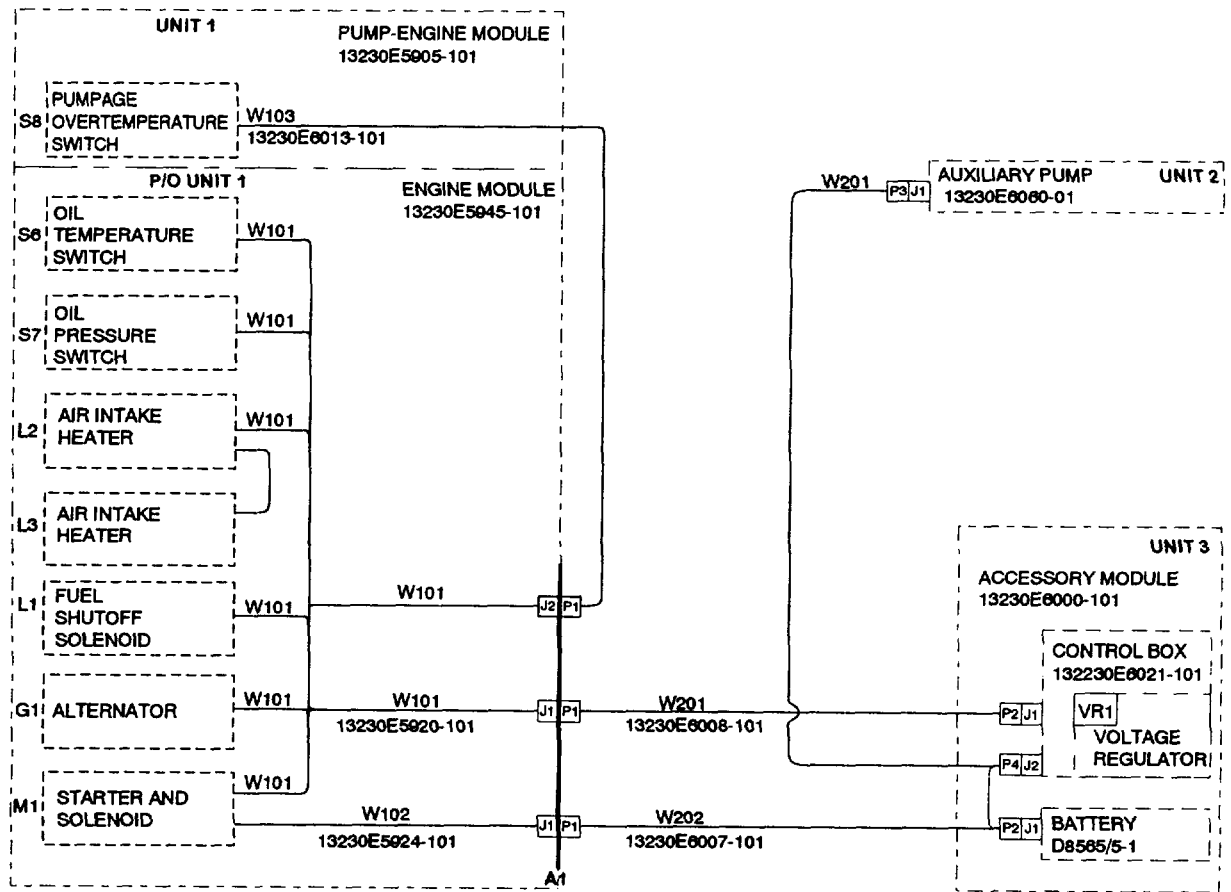 UNIT 1
PUMP-ENGINE MODULE
13230E5905-101
S8
PUMPAGE
OVERTEMPERATURE
SWITCH
W103
13230E6013-101
P/O UNIT 1
ENGINE MODULE
13230E5945-101
S6
OIL
TEMPERATURE
SWITCH
W101
S7
OIL
PRESSURE
SWITCH
W101
L2
AIR INTAKE
HEATER
W101
L3
AIR INTAKE
HEATER
L1
FUEL
SHUTOFF
SOLENOID
W101
W101
J2 P1
G1
ALTERNATOR
W101
W101
13230E5920-101
J1 P1
W201
13230E6008-101
M1
STARTER AND
SOLENOID
W101
W102
13230E5924-101
J1 P1
W202
13230E6007-101
A1
W201
P3 J1
AUXILIARY PUMP
13230E6060-01
UNIT 2
UNIT 3
ACCESSORY MODULE
13230E6000-101
CONTROL BOX
132230E6021-101
P2 J1
VR1
VOLTAGE
REGULATOR
P4 J2
P2 J1
BATTERY
D8565/5-1